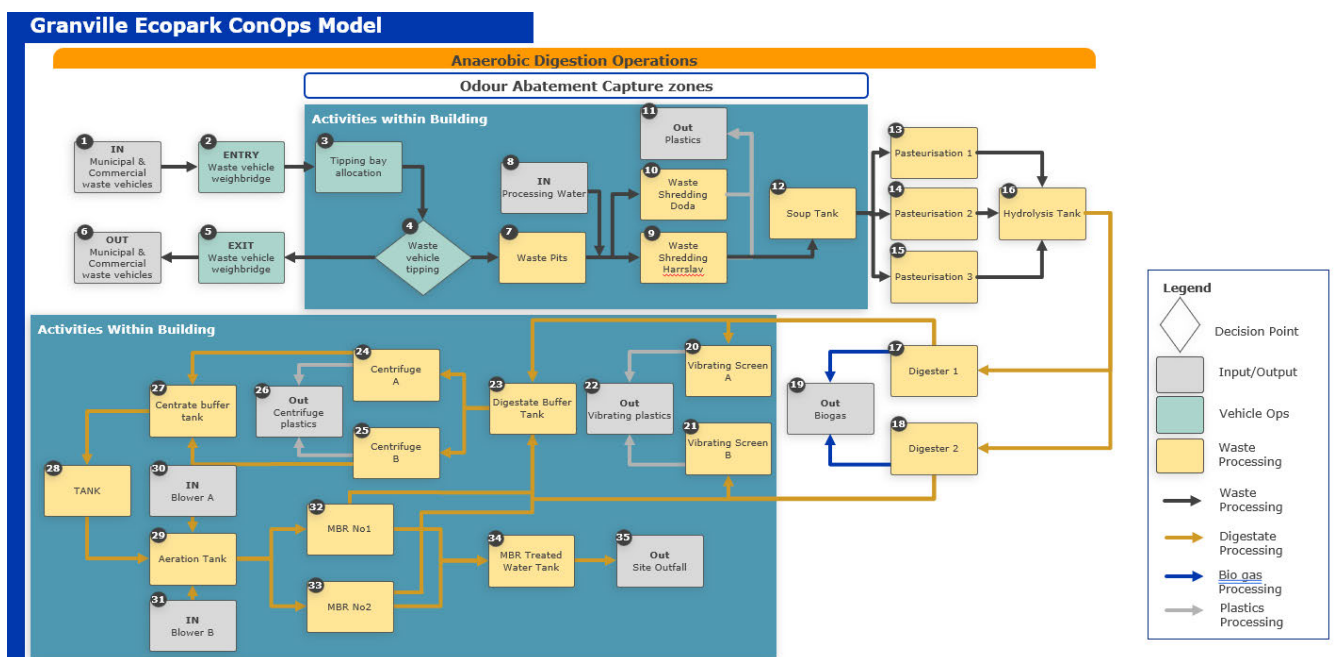 Granville Ecopark ConOps Model
Anaerobic Digestion Operations
Odour Abatement Capture zones
Activities within Building
1
IN
Municipal &
Commercial
waste vehicles
2
ENTRY
Waste vehicle
weighbridge
3
Tipping bay
allocation
4
Waste
vehicle
tipping
5
EXIT
Waste vehicle
weighbridge
6
OUT
Municipal &
Commercial
waste vehicles
7
Waste Pits
8
IN
Processing Water
9
Waste
Shredding
Harrslav
10
Waste
Shredding
Doda
11
Out
Plastics
12
Soup Tank
13
Pasteurisation 1
14
Pasteurisation 2
15
Pasteurisation 3
16
Hydrolysis Tank
Activities Within Building
17
Digester 1
18
Digester 2
19
Out
Biogas
20
Vibrating Screen
A
21
Vibrating Screen
B
22
Out
Vibrating plastics
23
Digestate Buffer
Tank
24
Centrifuge
A
25
Centrifuge
B
26
Out
Centrifuge
plastics
27
Centrate buffer
tank
28
TANK
29
Aeration Tank
30
IN
Blower A
31
IN
Blower B
32
MBR No1
33
MBR No2
34
MBR Treated
Water Tank
35
Out
Site Outfall
Legend
Decision Point
Input/Output
Vehicle Ops
Waste
Processing
Waste
Processing
Digestate
Processing
Bio gas
Processing
Plastics
Processing